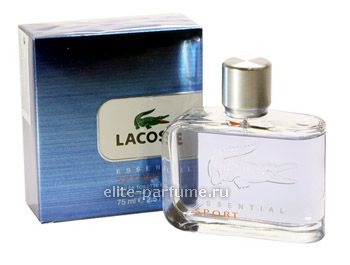 LACOSTE
ESSENTIAL
SPORT
75 ml
elite-parfume.ru
ESSENTIAL
SPORT